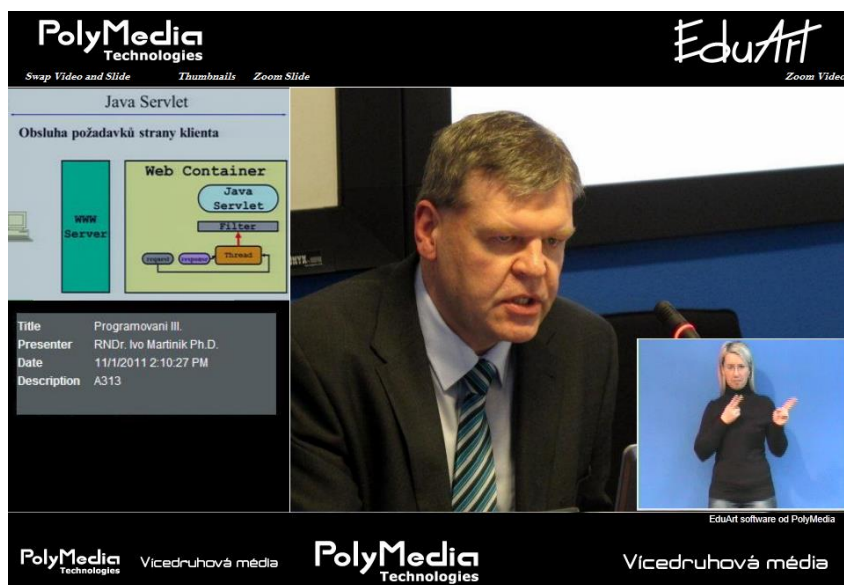 PolyMedia
Technologies
EduArt
Swap Video and Slide
Thumbnails
Zoom Slide
Zoom Video
Java Servlet
Obsluha požadavků strany klienta
Web Container
Java
Servlet
Filter
WWW
Server
response
Thread
Title Programovani III.
Presenter RNDr. Ivo Martinik Ph.D.
Date 11/1/2011 2:10:27 PM
Description A313
EduArt software od PolyMedia
PolyMedia
Technologies
Vícedruhová média
PolyMedia
Technologies
Vícedruhová média